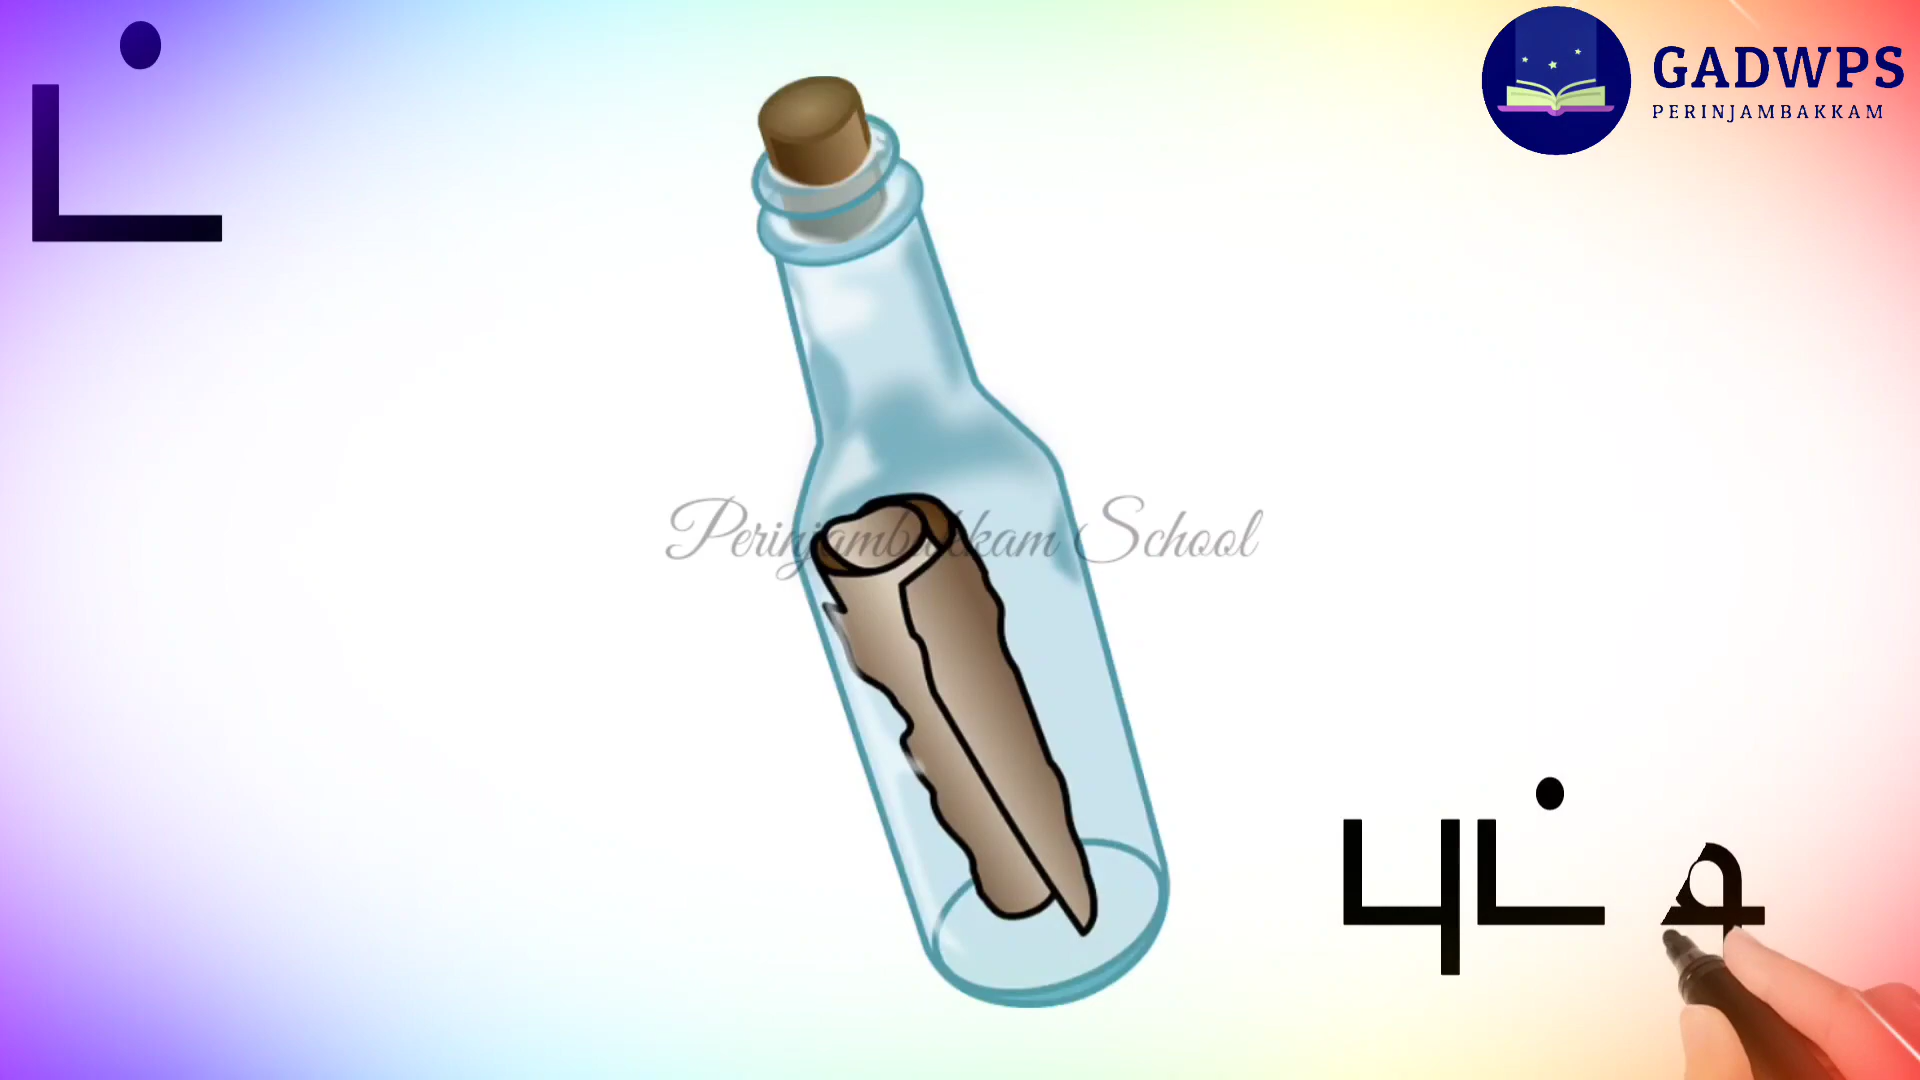 ட்
GADWPS
PERINJAMBAKKAM
Perinjambakkam School
புட்